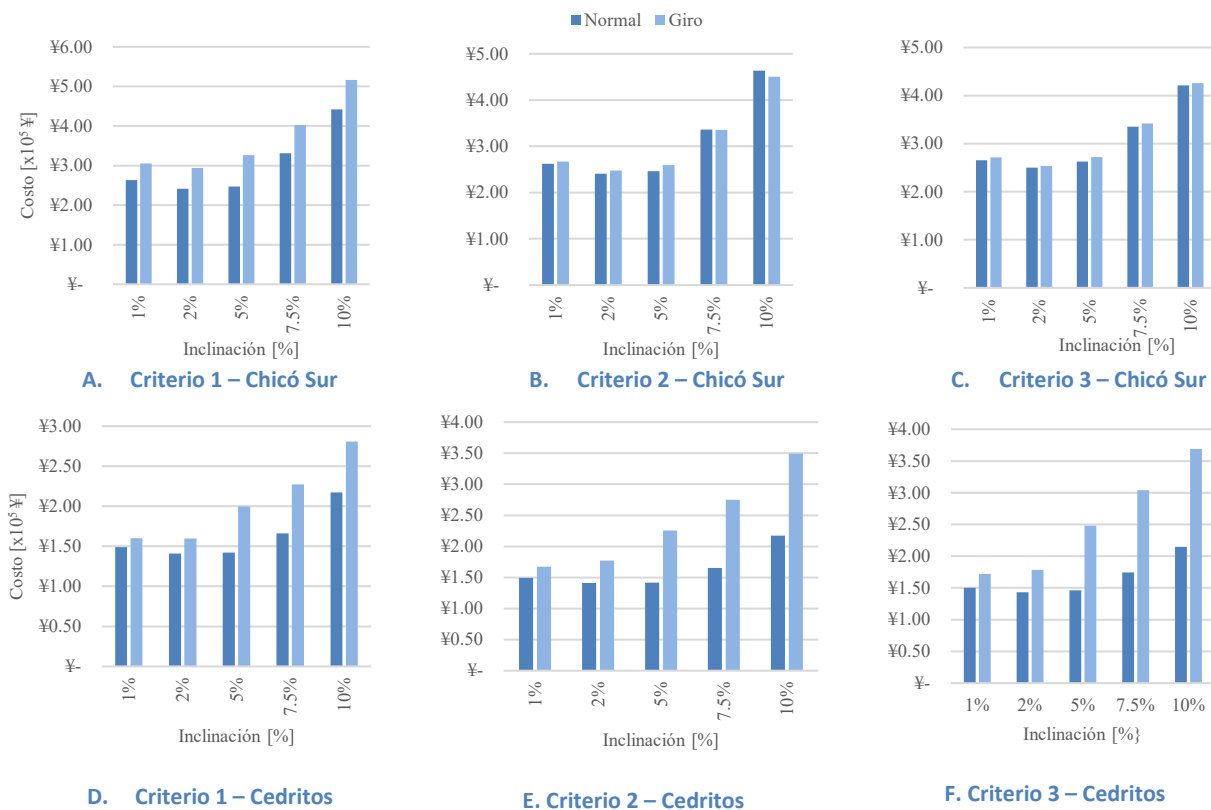 Normal Giro
Costo [x10⁵ ¥]
¥6.00
¥5.00
¥4.00
¥3.00
¥2.00
¥1.00
¥-
1% 2% 5% 7.5% 10%
Inclinación [%]
A. Criterio 1 – Chicó Sur
¥5.00
¥4.00
¥3.00
¥2.00
¥1.00
¥-
1% 2% 5% 7.5% 10%
Inclinación [%]
B. Criterio 2 – Chicó Sur
¥5.00
¥4.00
¥3.00
¥2.00
¥1.00
¥-
1% 2% 5% 7.5% 10%
Inclinación [%]
C. Criterio 3 – Chicó Sur
Costo [x10⁵ ¥]
¥3.00
¥2.50
¥2.00
¥1.50
¥1.00
¥0.50
¥-
1% 2% 5% 7.5% 10%
Inclinación [%]
D. Criterio 1 – Cedritos
¥4.00
¥3.50
¥3.00
¥2.50
¥2.00
¥1.50
¥1.00
¥0.50
¥-
1% 2% 5% 7.5% 10%
Inclinación [%]
E. Criterio 2 – Cedritos
¥4.00
¥3.50
¥3.00
¥2.50
¥2.00
¥1.50
¥1.00
¥0.50
¥-
1% 2% 5% 7.5% 10%
Inclinación [%}
F. Criterio 3 – Cedritos